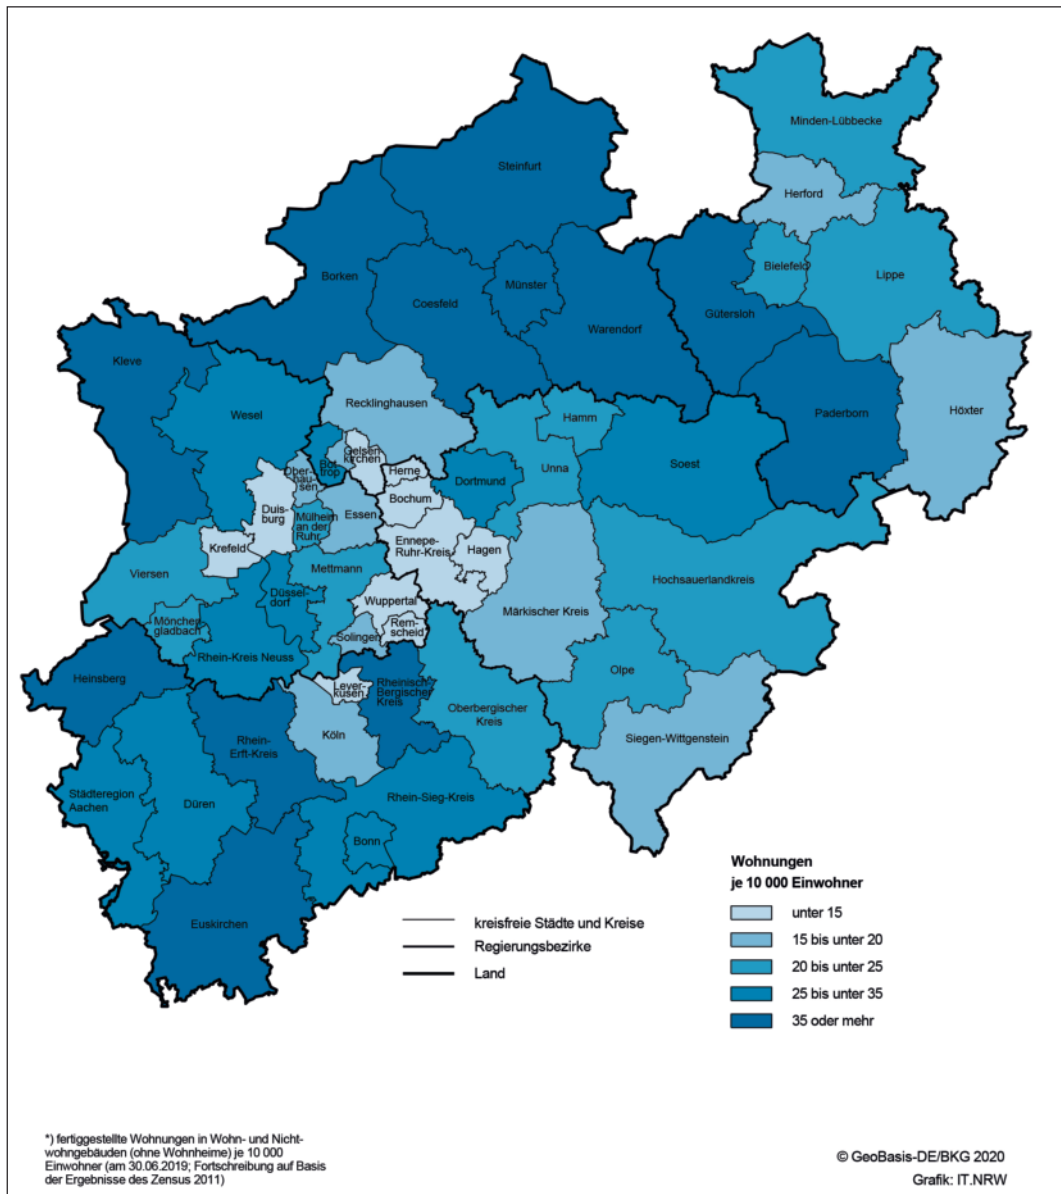 Minden-Lübbecke
Steinfurt
Herford
Bielefeld
Lippe
Borken
Coesfeld
Münster
Warendorf
Gütersloh
Kleve
Wesel
Recklinghausen
Hamm
Paderborn
Höxter
Unna
Soest
Gelsen-
kirchen
Bot-
trop
Ober-
hau-
sen
Herne
Bochum
Dortmund
Duis-
burg
Mülheim
an der
Ruhr
Essen
Krefeld
Ennepe-
Ruhr-Kreis
Hagen
Viersen
Mettmann
Hochsauerlandkreis
Düssel-
dorf
Wuppertal
Märkischer Kreis
Mönchen-
gladbach
Solingen
Rem-
scheid
Rhein-Kreis Neuss
Olpe
Heinsberg
Lever-
kusen
Rheinisch-
Bergischer
Kreis
Oberbergischer
Kreis
Köln
Rhein-
Erft-Kreis
Siegen-Wittgenstein
Städteregion
Aachen
Düren
Rhein-Sieg-Kreis
Bonn
Euskirchen
Wohnungen
je 10 000 Einwohner
unter 15
15 bis unter 20
20 bis unter 25
25 bis unter 35
35 oder mehr
kreisfreie Städte und Kreise
Regierungsbezirke
Land
*) fertiggestellte Wohnungen in Wohn- und Nicht-
wohngebäuden (ohne Wohnheime) je 10 000
Einwohner (am 30.06.2019; Fortschreibung auf Basis
der Ergebnisse des Zensus 2011)
© GeoBasis-DE/BKG 2020
Grafik: IT.NRW